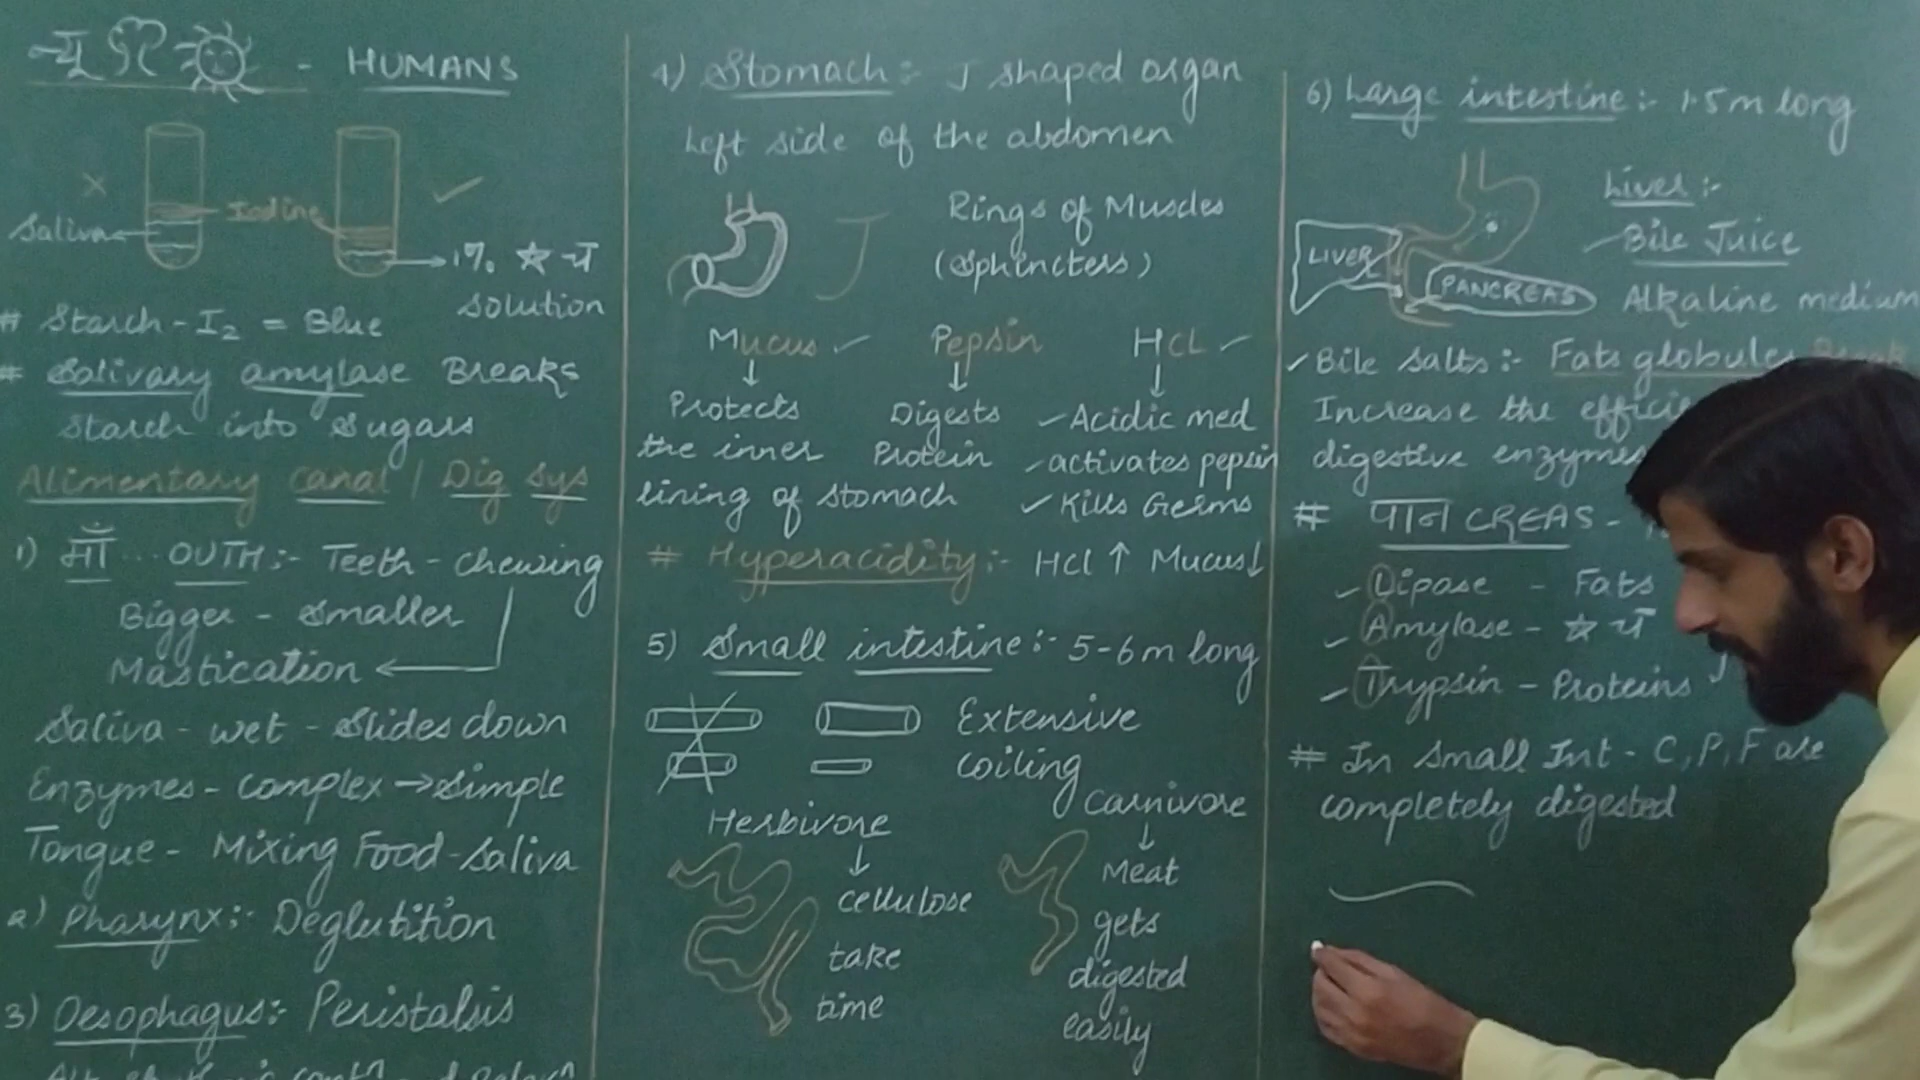 न्यू - HUMANS
Saliva
Iodine
1%. ☆र्च
solution
# Starch - I2 = Blue
# Salivary amylase Breaks
starch into sugars
Alimentary canal / Dig sys
1) माँ ... OUTH :- Teeth - chewing
Bigger - smaller
Mastication
Saliva - wet - slides down
Enzymes - complex → simple
Tongue - Mixing Food - saliva
2) Pharynx :- Deglutition
3) Oesophagus :- Peristalsis
4) Stomach :- J shaped organ
Left side of the abdomen
J
Rings of Muscles
(Sphincters)
Mucus ✓ Pepsin HCL ✓
↓ ↓ ↓
Protects Digests ✓ Acidic med
the inner Protein ✓ activates pepsin
lining of stomach ✓ Kills Germs
# Hyperacidity :- HCl ↑ Mucus ↓
5) Small intestine :- 5-6m long
Extensive
coiling
Herbivore
↓
cellulose
take
time
Carnivore
↓
Meat
gets
digested
easily
6) Large intestine :- 1.5m long
LIVER
PANCREAS
Liver :-
Bile Juice
Alkaline medium
✓ Bile salts :- Fats globules
Increase the
digestive enzymes
# पान CREAS -
✓ Lipase - Fats
✓ Amylase - ☆र्च
✓ Trypsin - Proteins
# In small Int - C, P, F are
completely digested